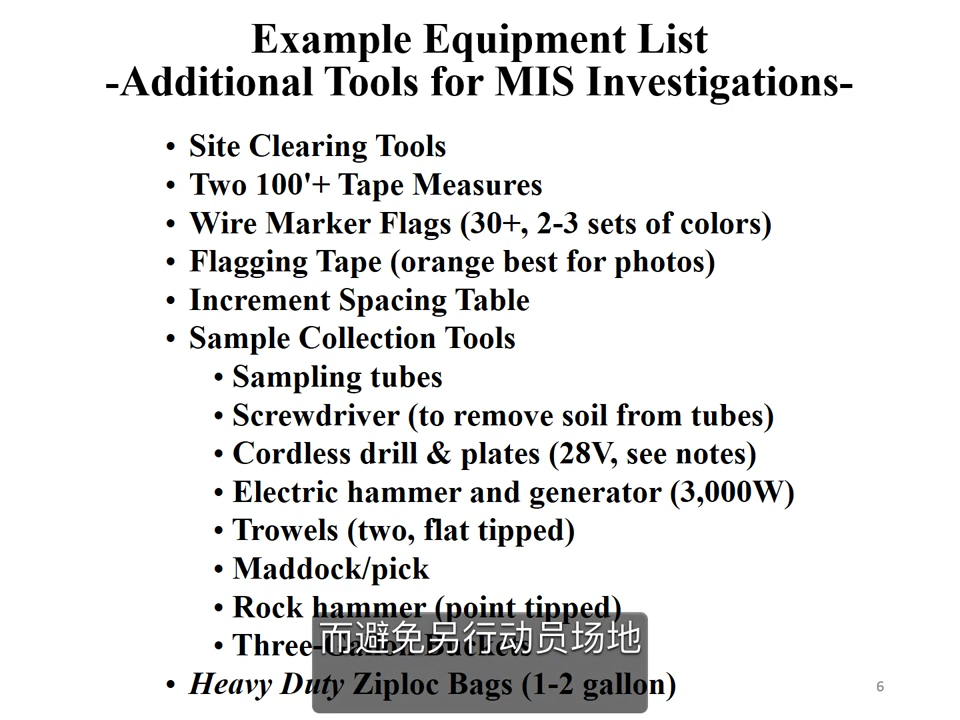 Example Equipment List
-Additional Tools for MIS Investigations-
• Site Clearing Tools
• Two 100'+ Tape Measures
• Wire Marker Flags (30+, 2-3 sets of colors)
• Flagging Tape (orange best for photos)
• Increment Spacing Table
• Sample Collection Tools
• Sampling tubes
• Screwdriver (to remove soil from tubes)
• Cordless drill & plates (28V, see notes)
• Electric hammer and generator (3,000W)
• Trowels (two, flat tipped)
• Maddock/pick
• Rock hammer (point tipped)
• Three-Gallon Buckets
而避免另行动员场地
• Heavy Duty Ziploc Bags (1-2 gallon)
6